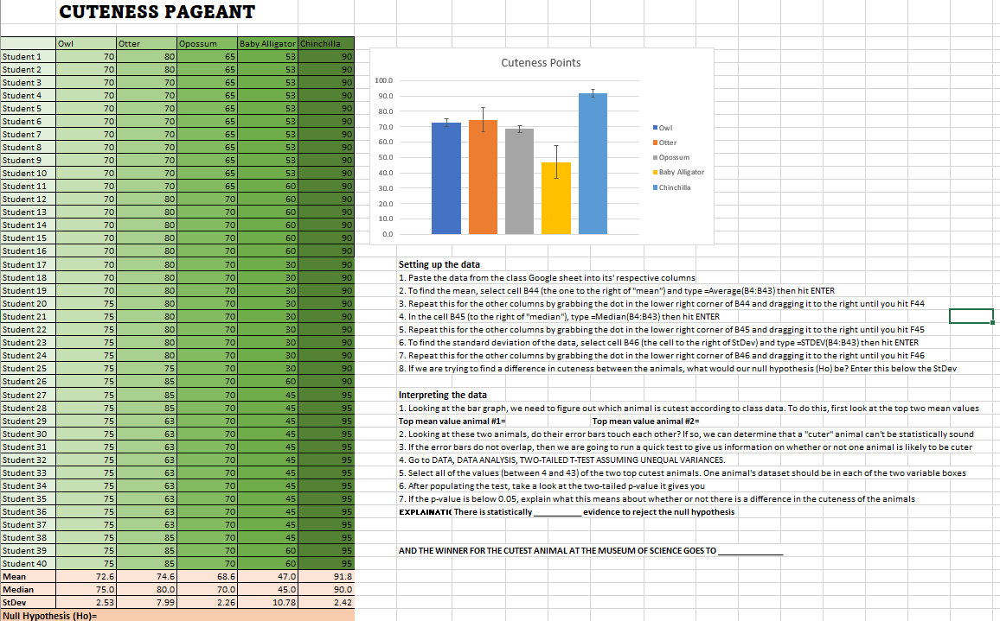 CUTENESS PAGEANT
Owl Otter Opossum Baby Alligator Chinchilla
Student 1 70 80 65 53 90
Student 2 70 80 65 53 90
Student 3 70 70 65 53 90
Student 4 70 70 65 53 90
Student 5 70 70 65 53 90
Student 6 70 70 65 53 90
Student 7 70 70 65 53 90
Student 8 70 70 65 53 90
Student 9 70 70 65 53 90
Student 10 70 70 65 53 90
Student 11 70 70 65 60 90
Student 12 70 80 70 60 90
Student 13 70 80 70 60 90
Student 14 70 80 70 60 90
Student 15 70 80 70 60 90
Student 16 70 80 70 60 90
Student 17 70 80 70 30 90
Student 18 70 80 70 30 90
Student 19 70 80 70 30 90
Student 20 75 80 70 30 90
Student 21 75 80 70 30 90
Student 22 75 80 70 30 90
Student 23 75 80 70 30 90
Student 24 75 80 70 30 90
Student 25 75 75 70 30 90
Student 26 75 85 70 60 90
Student 27 75 85 70 45 95
Student 28 75 85 70 45 95
Student 29 75 63 70 45 95
Student 30 75 63 70 45 95
Student 31 75 63 70 45 95
Student 32 75 63 70 45 95
Student 33 75 63 70 45 95
Student 34 75 63 70 45 95
Student 35 75 63 70 45 95
Student 36 75 63 70 45 95
Student 37 75 63 70 45 95
Student 38 75 85 70 45 95
Student 39 75 85 70 60 95
Student 40 75 85 70 60 95
Mean 72.6 74.6 68.6 47.0 91.8
Median 75.0 80.0 70.0 45.0 90.0
StDev 2.53 7.99 2.26 10.78 2.42
Null Hypothesis (Ho)=
Cuteness Points
100.0
90.0
80.0
70.0
60.0
50.0
40.0
30.0
20.0
10.0
0.0
Owl
Otter
Opossum
Baby Alligator
Chinchilla
Setting up the data
1. Paste the data from the class Google sheet into its' respective columns
2. To find the mean, select cell B44 (the one to the right of "mean") and type =Average(B4:B43) then hit ENTER
3. Repeat this for the other columns by grabbing the dot in the lower right corner of B44 and dragging it to the right until you hit F44
4. In the cell B45 (to the right of "median"), type =Median(B4:B43) then hit ENTER
5. Repeat this for the other columns by grabbing the dot in the lower right corner of B45 and dragging it to the right until you hit F45
6. To find the standard deviation of the data, select cell B46 (the cell to the right of StDev) and type =STDEV(B4:B43) then hit ENTER
7. Repeat this for the other columns by grabbing the dot in the lower right corner of B46 and dragging it to the right until you hit F46
8. If we are trying to find a difference in cuteness between the animals, what would our null hypothesis (Ho) be? Enter this below the StDev
Interpreting the data
1. Looking at the bar graph, we need to figure out which animal is cutest according to class data. To do this, first look at the top two mean values
Top mean value animal #1= Top mean value animal #2=
2. Looking at these two animals, do their error bars touch each other? If so, we can determine that a "cuter" animal can't be statistically sound
3. If the error bars do not overlap, then we are going to run a quick test to give us information on whether or not one animal is likely to be cuter
4. Go to DATA, DATA ANALYSIS, TWO-TAILED T-TEST ASSUMING UNEQUAL VARIANCES.
5. Select all of the values (between 4 and 43) of the two top cutest animals. One animal's dataset should be in each of the two variable boxes
6. After populating the test, take a look at the two-tailed p-value it gives you
7. If the p-value is below 0.05, explain what this means about whether or not there is a difference in the cuteness of the animals
EXPLAINATI There is statistically __________ evidence to reject the null hypothesis
AND THE WINNER FOR THE CUTEST ANIMAL AT THE MUSEUM OF SCIENCE GOES TO ______________